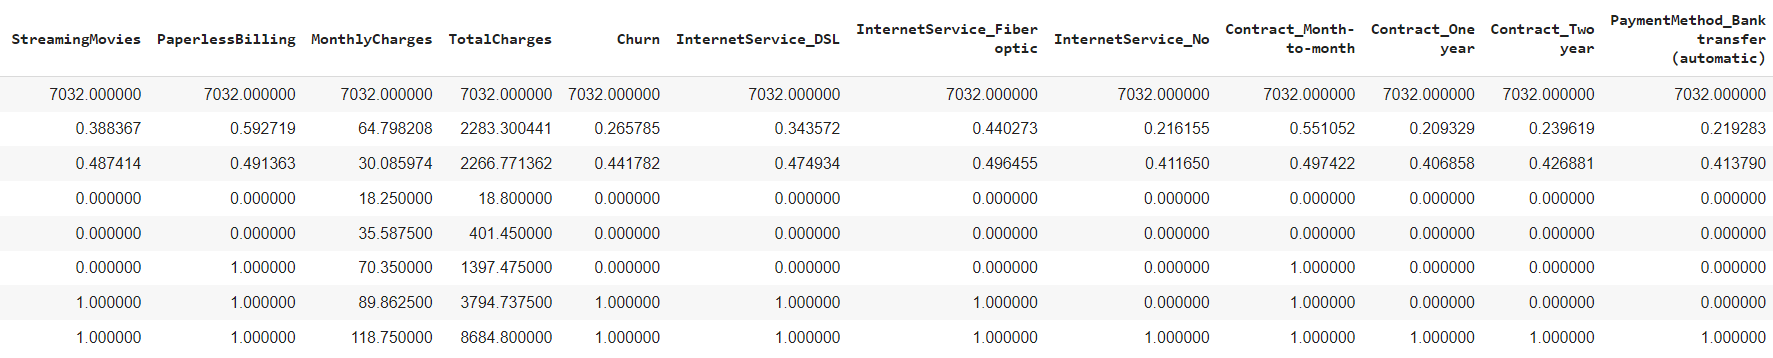 StreamingMovies PaperlessBilling MonthlyCharges TotalCharges Churn InternetService_DSL InternetService_Fiber optic InternetService_No Contract_Month-to-month Contract_One year Contract_Two year PaymentMethod_Bank transfer (automatic)
7032.000000 7032.000000 7032.000000 7032.000000 7032.000000 7032.000000 7032.000000 7032.000000 7032.000000 7032.000000 7032.000000 7032.000000
0.388367 0.592719 64.798208 2283.300441 0.265785 0.343572 0.440273 0.216155 0.551052 0.209329 0.239619 0.219283
0.487414 0.491363 30.085974 2266.771362 0.441782 0.474934 0.496455 0.411650 0.497422 0.406858 0.426881 0.413790
0.000000 0.000000 18.250000 18.800000 0.000000 0.000000 0.000000 0.000000 0.000000 0.000000 0.000000 0.000000
0.000000 0.000000 35.587500 401.450000 0.000000 0.000000 0.000000 0.000000 0.000000 0.000000 0.000000 0.000000
0.000000 1.000000 70.350000 1397.475000 0.000000 0.000000 0.000000 0.000000 1.000000 0.000000 0.000000 0.000000
1.000000 1.000000 89.862500 3794.737500 1.000000 1.000000 1.000000 0.000000 1.000000 0.000000 0.000000 0.000000
1.000000 1.000000 118.750000 8684.800000 1.000000 1.000000 1.000000 1.000000 1.000000 1.000000 1.000000 1.000000